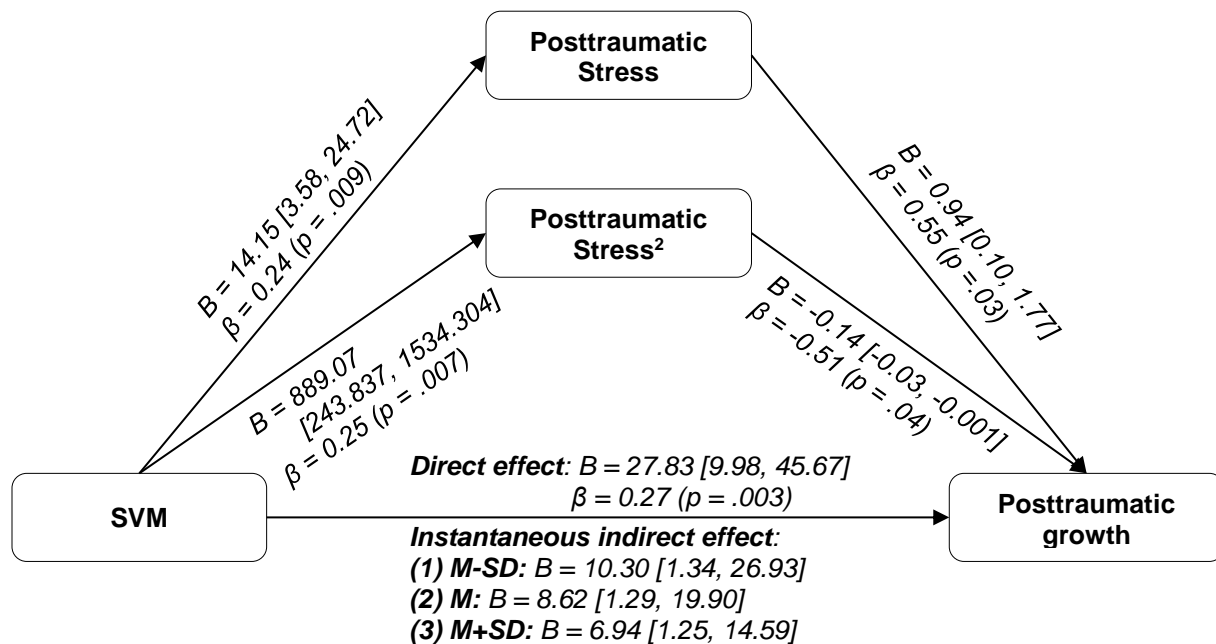 Posttraumatic
Stress
B = 14.15 [3.58, 24.72]
β = 0.24 (p = .009)
B = 0.94 [0.10, 1.77]
β = 0.55 (p =.03)
Posttraumatic
Stress²
B = 889.07
[243.837, 1534.304]
β = 0.25 (p = .007)
B = -0.14 [-0.03, -0.001]
β = -0.51 (p = .04)
SVM
Direct effect: B = 27.83 [9.98, 45.67]
β = 0.27 (p = .003)
Posttraumatic
growth
Instantaneous indirect effect:
(1) M-SD: B = 10.30 [1.34, 26.93]
(2) M: B = 8.62 [1.29, 19.90]
(3) M+SD: B = 6.94 [1.25, 14.59]